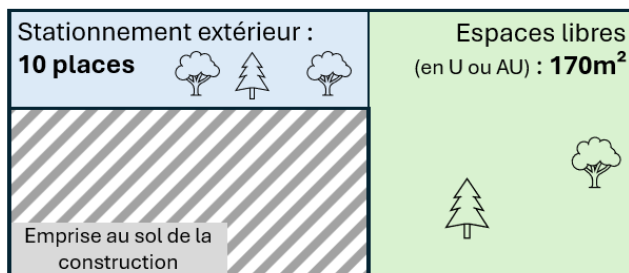 Stationnement extérieur :
10 places
Espaces libres
(en U ou AU) : 170m²
Emprise au sol de la
construction